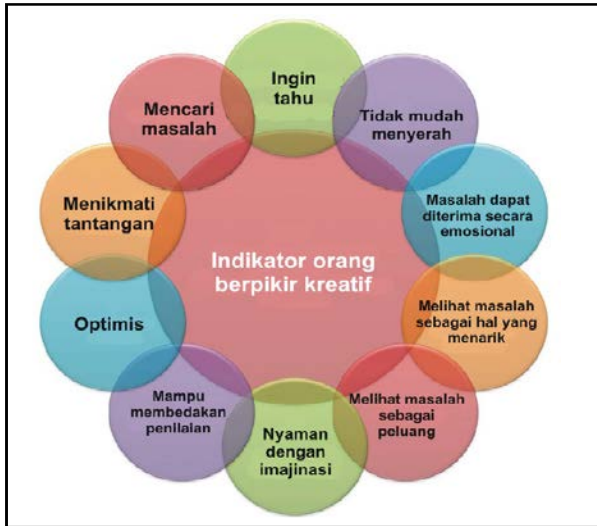 Ingin
tahu
Tidak mudah
menyerah
Masalah dapat
diterima secara
emosional
Melihat masalah
sebagai hal yang
menarik
Melihat masalah
sebagai
peluang
Nyaman
dengan
imajinasi
Mampu
membedakan
penilaian
Optimis
Menikmati
tantangan
Mencari
masalah
Indikator orang
berpikir kreatif